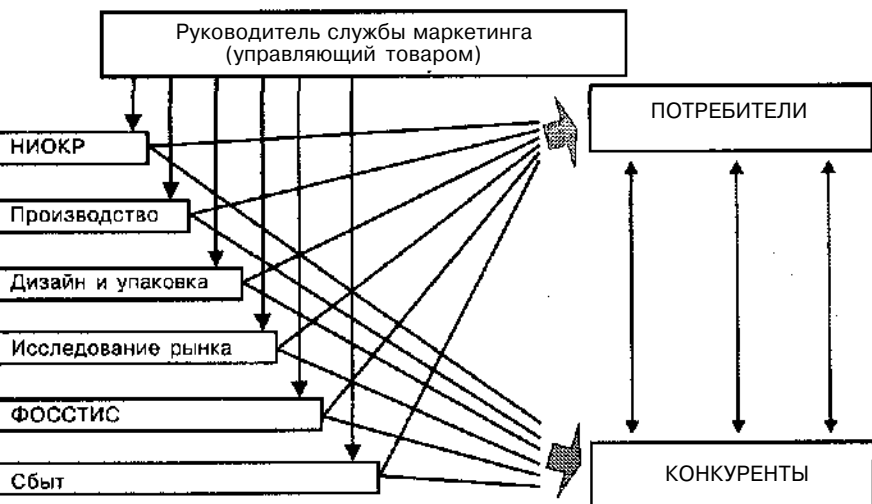 Руководитель службы маркетинга
(управляющий товаром)
ПОТРЕБИТЕЛИ
НИОКР
Производство
Дизайн и упаковка
Исследование рынка
ФОССТИС
Сбыт
КОНКУРЕНТЫ